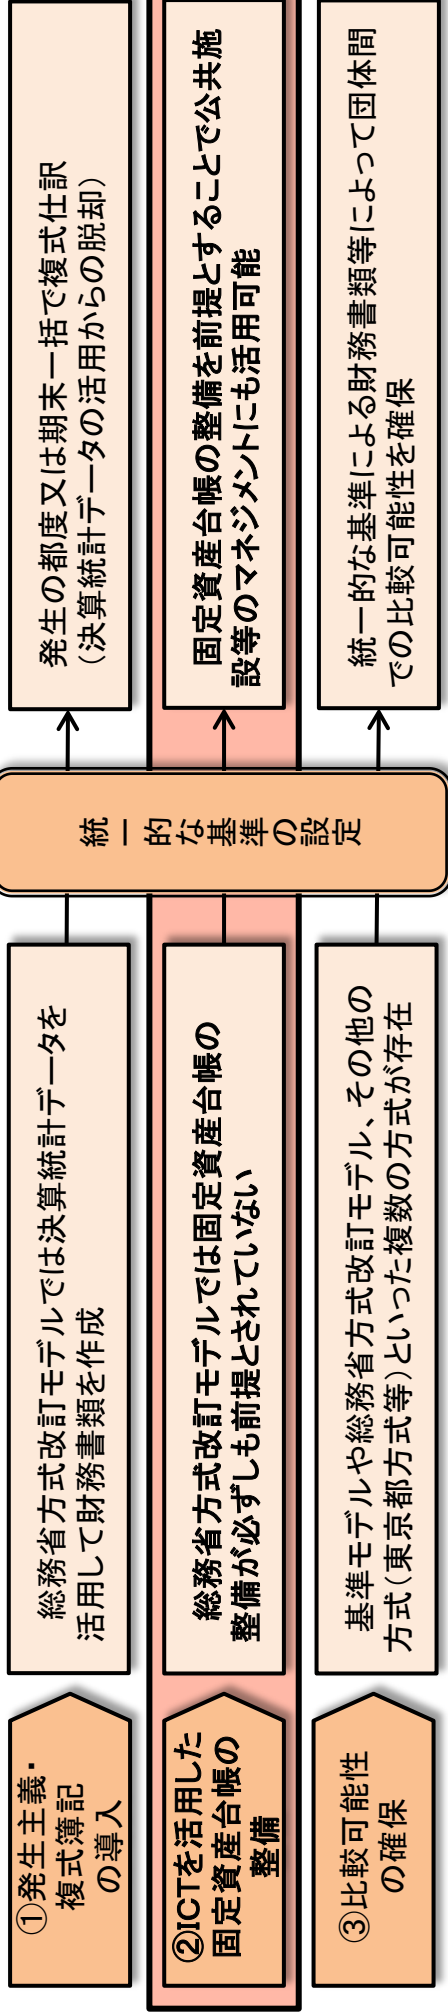 ①発生主義・
複式簿記
の導入
総務省方式改訂モデルでは決算統計データを
活用して財務書類を作成
発生の都度又は期末一括で複式仕訳
（決算統計データの活用からの脱却）
②ICTを活用した
固定資産台帳の
整備
総務省方式改訂モデルでは固定資産台帳の
整備が必ずしも前提とされていない
統一的な基準の設定
固定資産台帳の整備を前提とすることで公共施
設等のマネジメントにも活用可能
③比較可能性
の確保
基準モデルや総務省方式改訂モデル、その他の
方式（東京都方式等）といった複数の方式が存在
統一的な基準による財務書類等によって団体間
での比較可能性を確保